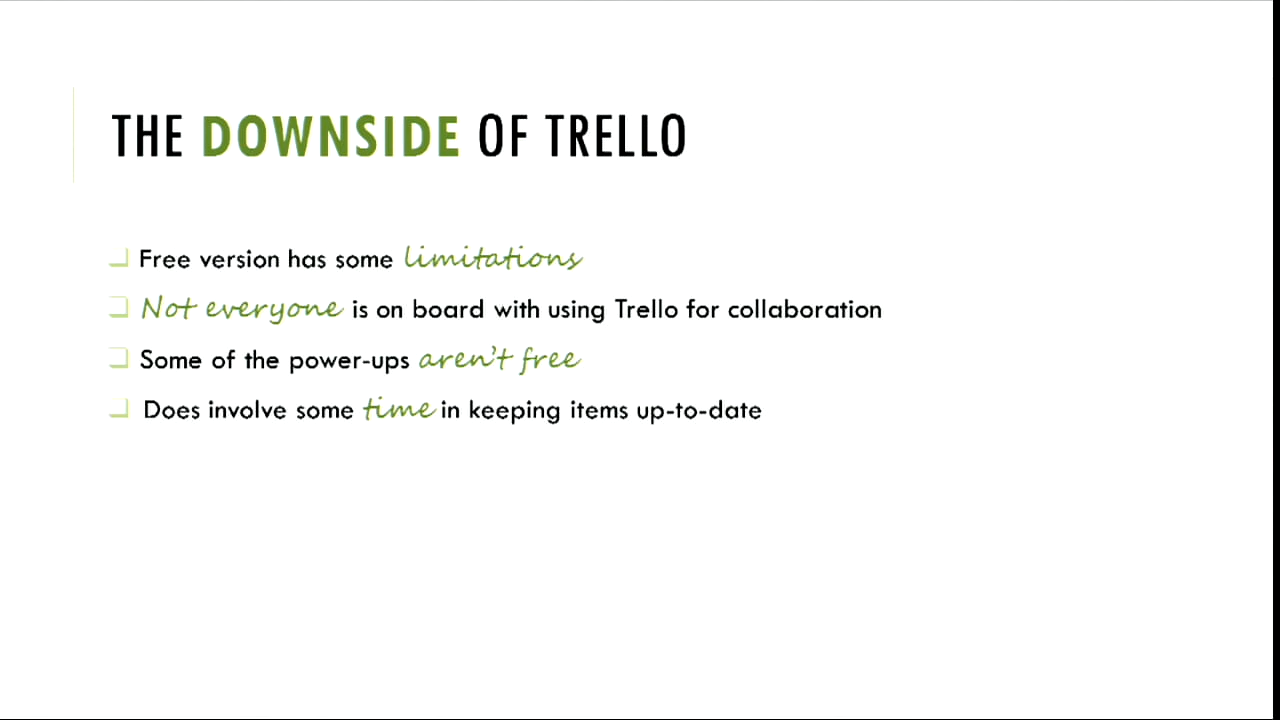 THE DOWNSIDE OF TRELLO
Free version has some limitations
Not everyone is on board with using Trello for collaboration
Some of the power-ups aren't free
Does involve some time in keeping items up-to-date